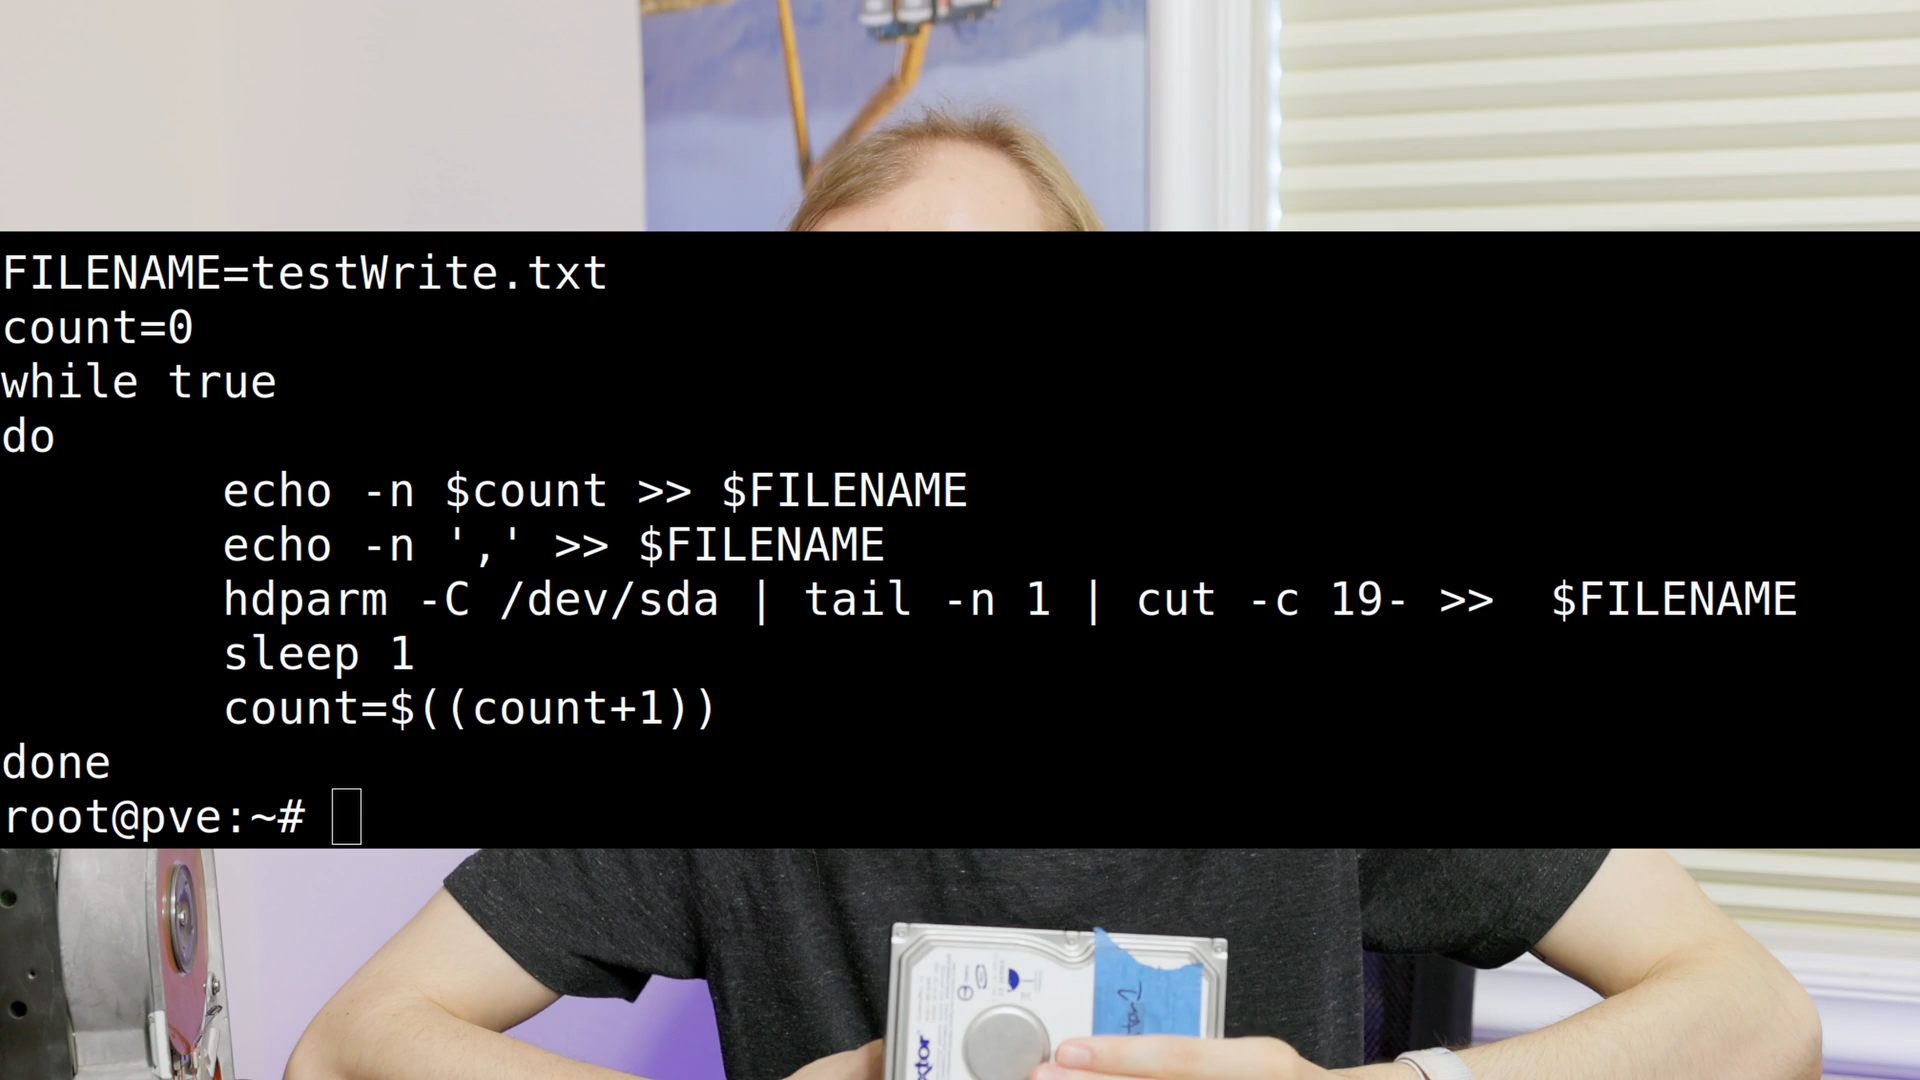 FILENAME=testWrite.txt
count=0
while true
do
        echo -n $count >> $FILENAME
        echo -n ',' >> $FILENAME
        hdparm -C /dev/sda | tail -n 1 | cut -c 19- >>  $FILENAME
        sleep 1
        count=$((count+1))
done
root@pve:~#